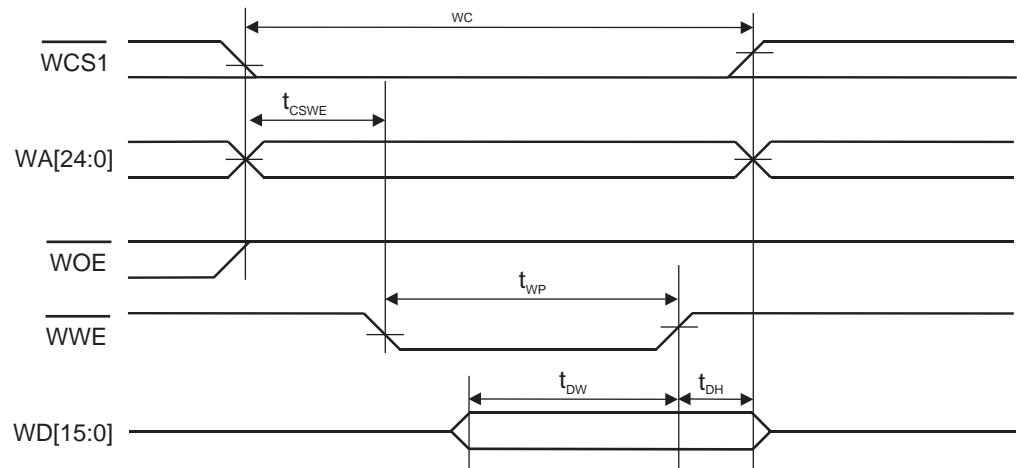 WC
WCS1
tCSWE
WA[24:0]
WOE
tWP
WWE
tDW
tDH
WD[15:0]